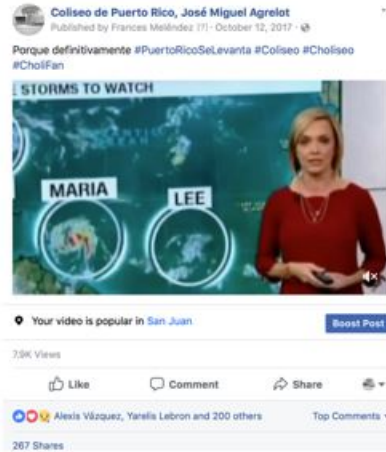 Coliseo de Puerto Rico, José Miguel Agrelot
Published by Frances Meléndez [?] · October 12, 2017 ·
Porque definitivamente #PuertoRicoSeLevanta #Coliseo #Choliseo
#CholiFan
STORMS TO WATCH
MARIA
LEE
Your video is popular in San Juan
Boost Post
7.9K Views
Like
Comment
Share
Alexis Vázquez, Yarelis Lebron and 200 others
Top Comments
267 Shares